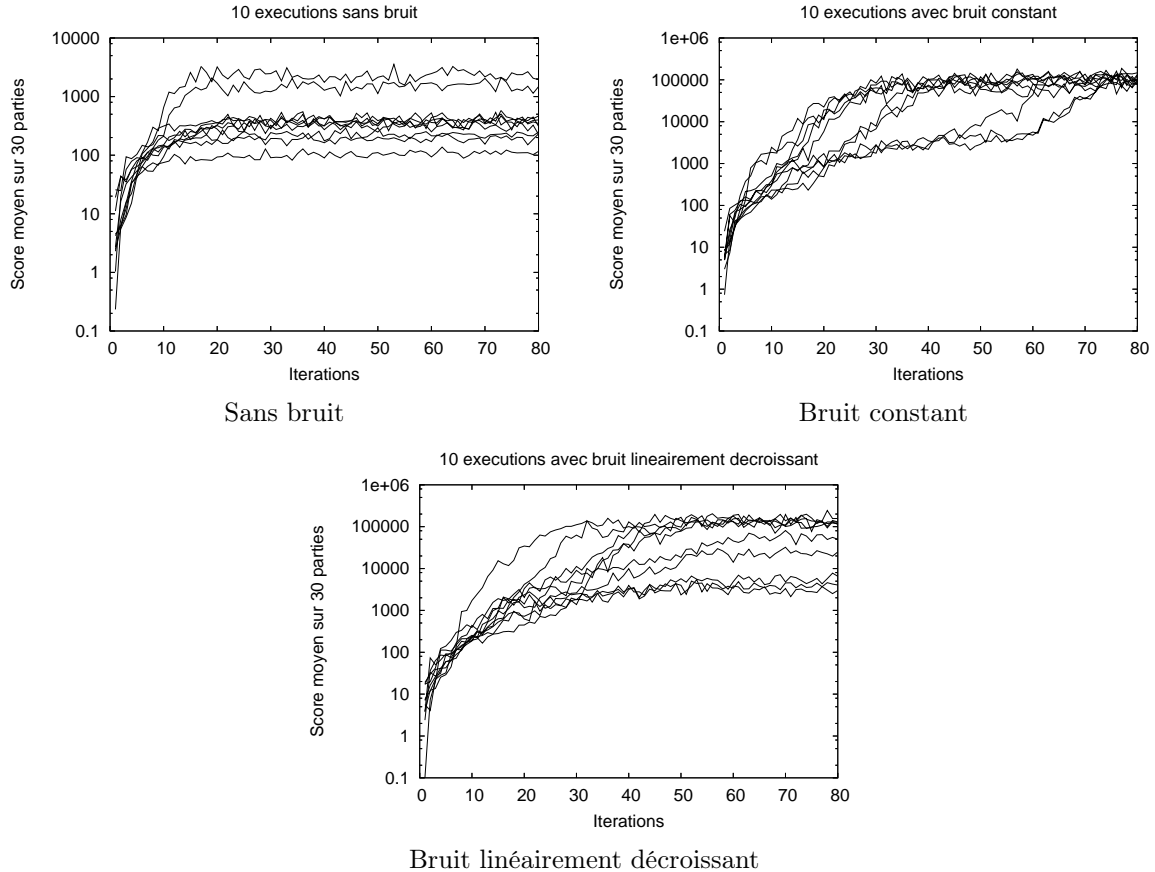 10 executions sans bruit
10000
1000
100
10
1
0.1
Score moyen sur 30 parties
0 10 20 30 40 50 60 70 80
Iterations
Sans bruit
10 executions avec bruit constant
1e+06
100000
10000
1000
100
10
1
0.1
Score moyen sur 30 parties
0 10 20 30 40 50 60 70 80
Iterations
Bruit constant
10 executions avec bruit lineairement decroissant
1e+06
100000
10000
1000
100
10
1
0.1
Score moyen sur 30 parties
0 10 20 30 40 50 60 70 80
Iterations
Bruit linéairement décroissant